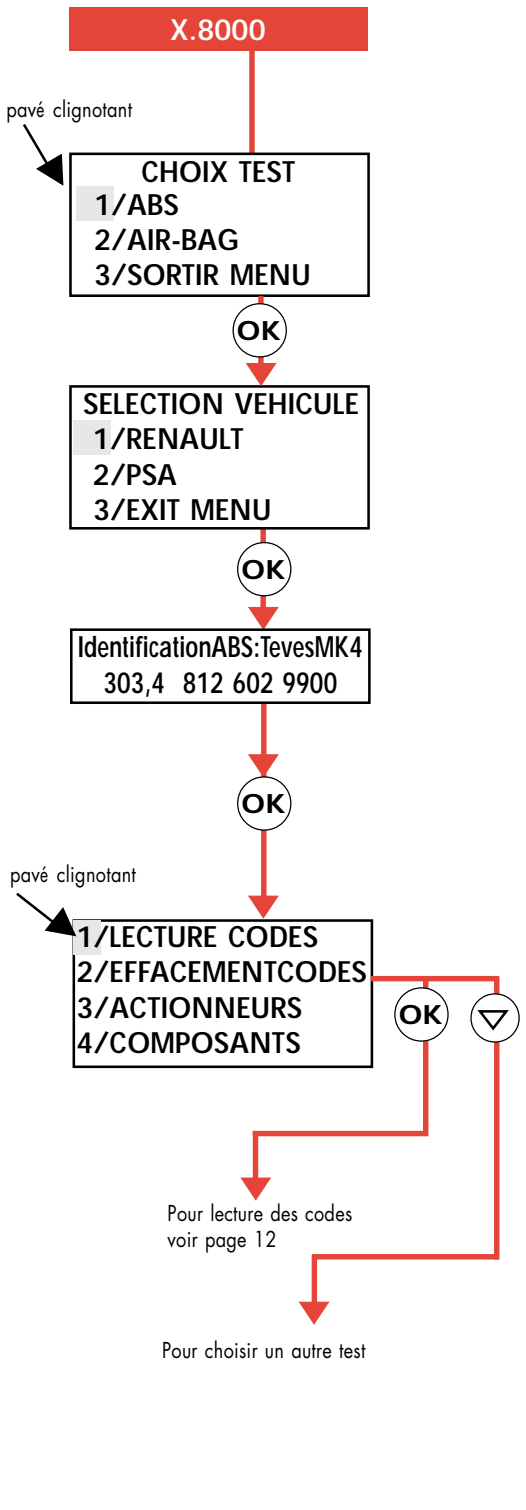 X.8000
pavé clignotant
CHOIX TEST
1/ABS
2/AIR-BAG
3/SORTIR MENU
OK
SELECTION VEHICULE
1/RENAULT
2/PSA
3/EXIT MENU
OK
IdentificationABS:TevesMK4
303,4 812 602 9900
OK
pavé clignotant
1/LECTURE CODES
2/EFFACEMENTCODES
3/ACTIONNEURS
4/COMPOSANTS
OK
Pour lecture des codes
voir page 12
Pour choisir un autre test